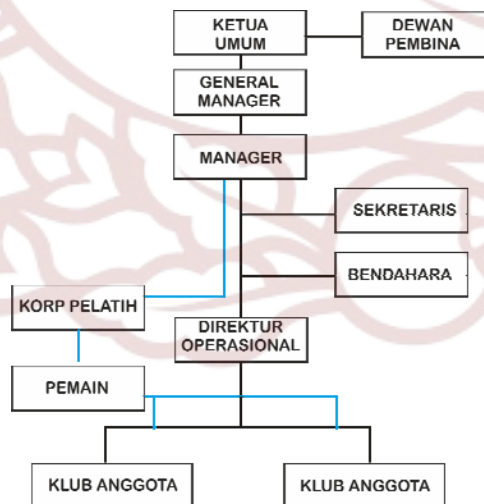 KETUA
UMUM
DEWAN
PEMBINA
GENERAL
MANAGER
MANAGER
SEKRETARIS
BENDAHARA
KORP PELATIH
DIREKTUR
OPERASIONAL
PEMAIN
KLUB ANGGOTA
KLUB ANGGOTA